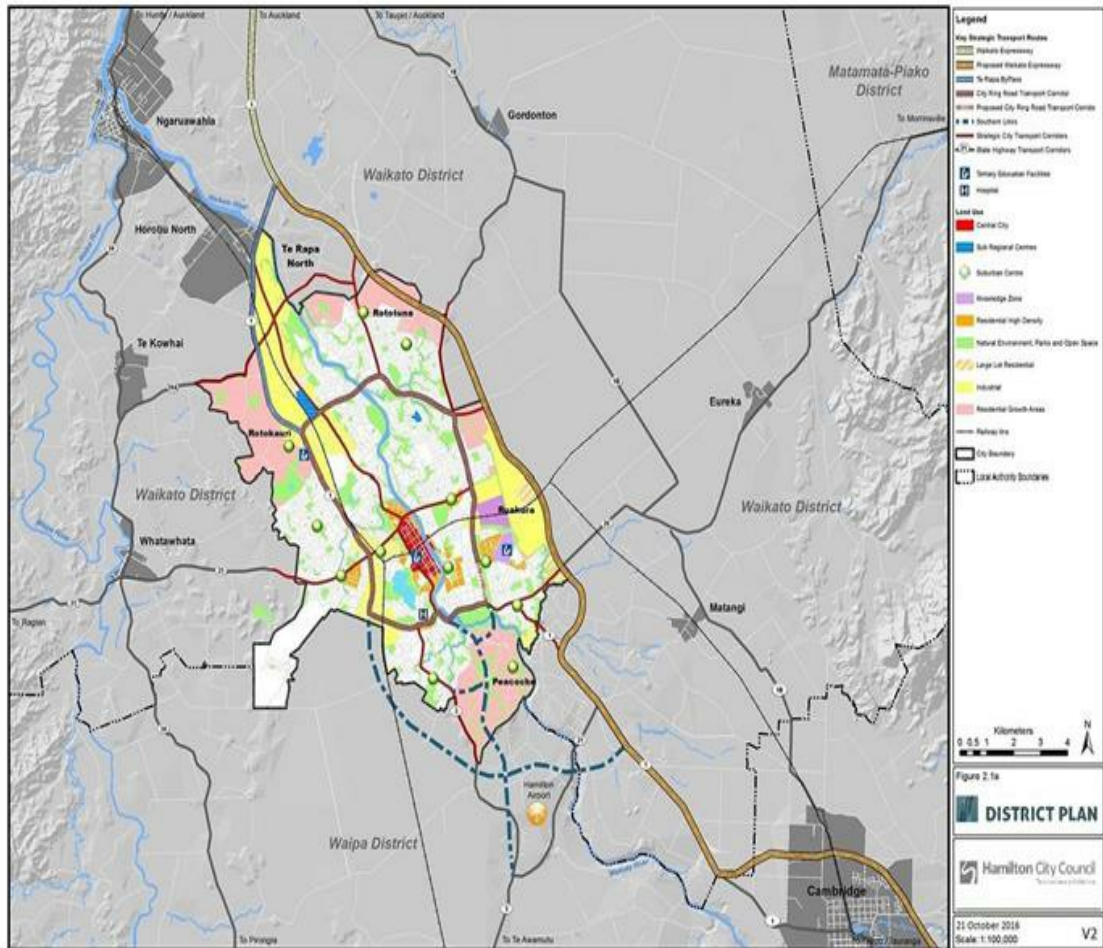 To Huntly / Auckland
To Auckland
To Taupiri / Auckland
Matamata-Piako
District
To Morrinsville
Ngaruawahia
Gordonton
Waikato District
Horotiu North
Te Rapa
North
Rototuna
Te Kowhai
Eureka
Rotokauri
Waikato District
Ruakura
Waikato District
Whatawhata
Matangi
To Raglan
Peacocke
Hamilton
Airport
Waipa District
Cambridge
To Pirongia
To Te Awamutu
Legend
Key Strategic Transport Routes
Waikato Expressway
Proposed Waikato Expressway
Te Rapa ByPass
City Ring Road Transport Corridor
Proposed City Ring Road Transport Corridor
Southern Links
Strategic City Transport Corridors
State Highway Transport Corridors
Tertiary Education Facilities
H Hospital
Land Use
Central City
Sub Regional Centres
Suburban Centre
Knowledge Zone
Residential High Density
Natural Environment, Parks and Open Space
Large Lot Residential
Industrial
Residential Growth Areas
Railway line
City Boundary
Local Authority Boundaries
Kilometers
0 0.5 1 2 3 4
N
Figure 2.1a
DISTRICT PLAN
Hamilton City Council
21 October 2016
Scale: 1:100,000
V2